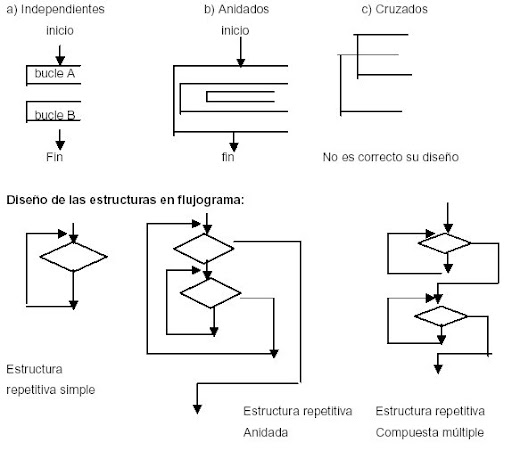 a) Independientes
inicio
bucle A
bucle B
Fin
b) Anidados
inicio
fin
c) Cruzados
No es correcto su diseño
Diseño de las estructuras en flujograma:
Estructura
repetitiva simple
Estructura repetitiva
Anidada
Estructura repetitiva
Compuesta múltiple